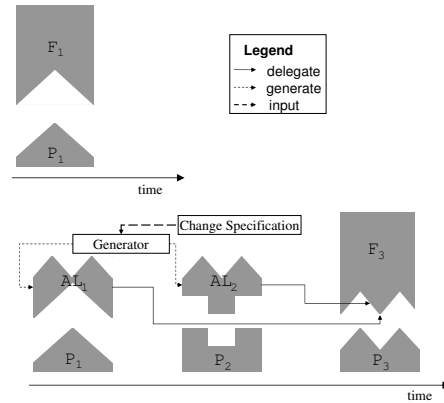 F1
Legend
delegate
generate
input
P1
time
Change Specification
Generator
F3
AL1
AL2
P1
P2
P3
time